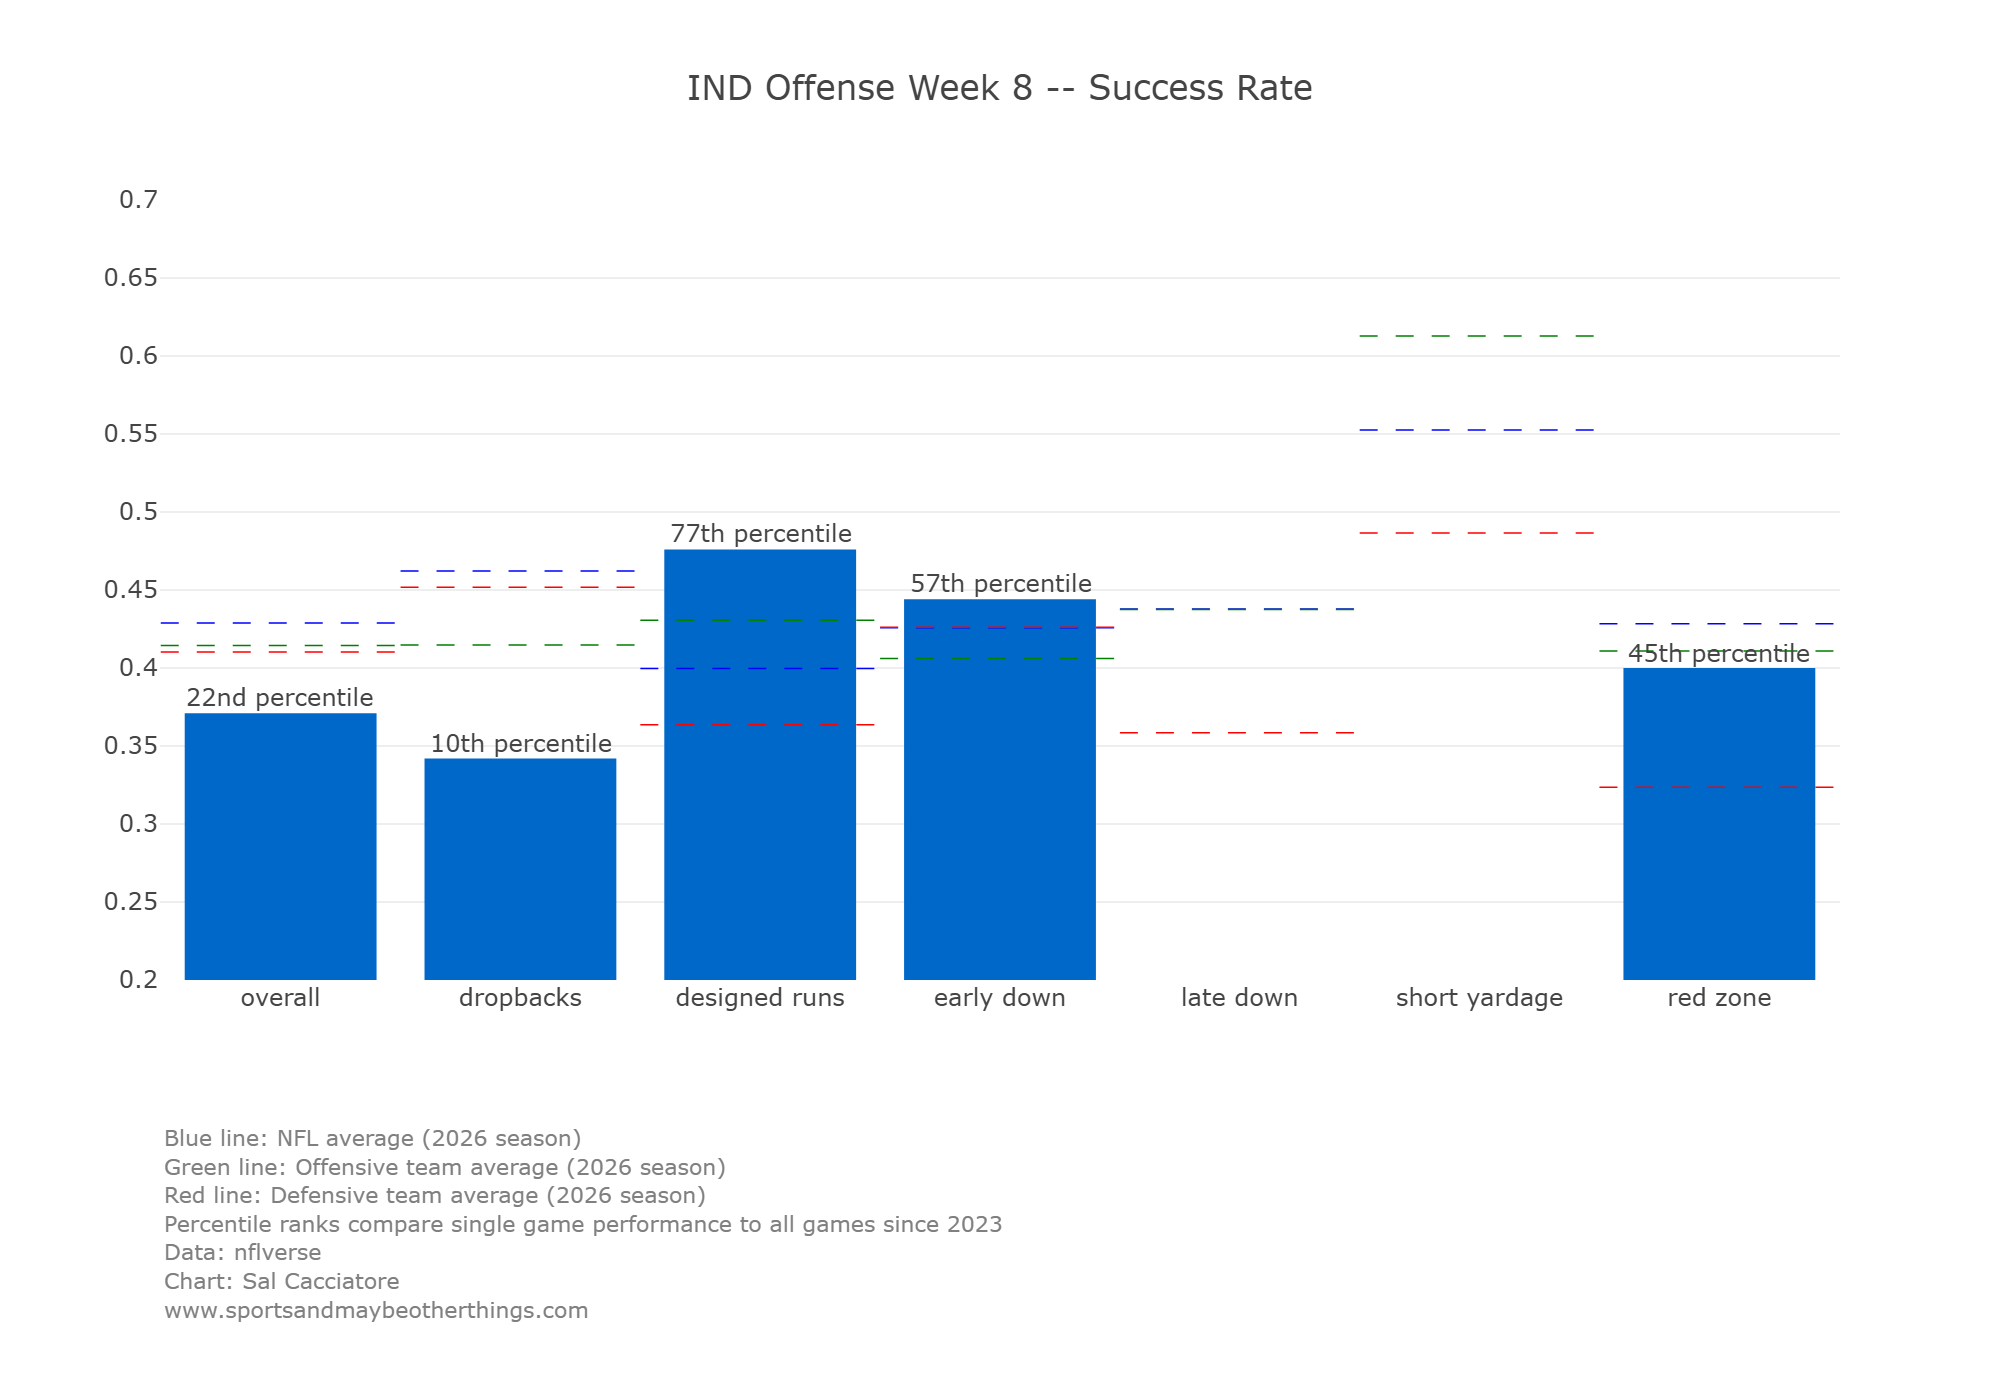 IND Offense Week 8 -- Success Rate
0.7
0.65
0.6
0.55
0.5
0.45
0.4
0.35
0.3
0.25
0.2
22nd percentile
10th percentile
77th percentile
57th percentile
45th percentile
overall
dropbacks
designed runs
early down
late down
short yardage
red zone
Blue line: NFL average (2026 season)
Green line: Offensive team average (2026 season)
Red line: Defensive team average (2026 season)
Percentile ranks compare single game performance to all games since 2023
Data: nflverse
Chart: Sal Cacciatore
www.sportsandmaybeotherthings.com